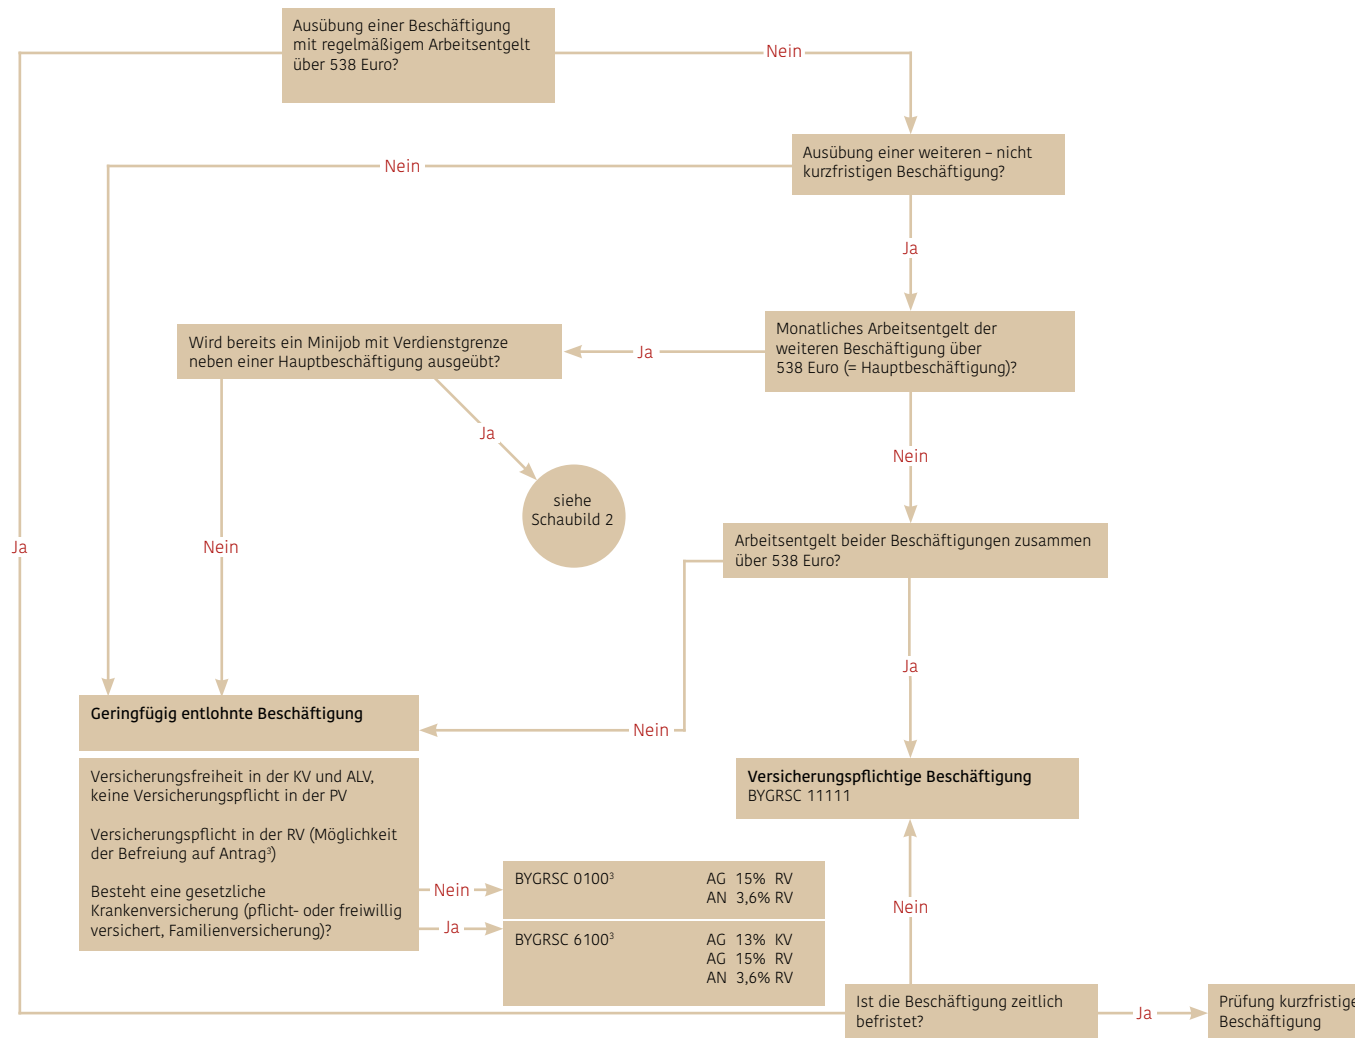 Ausübung einer Beschäftigung
mit regelmäßigem Arbeitsentgelt
über 538 Euro?
Nein
Ausübung einer weiteren – nicht
kurzfristigen Beschäftigung?
Nein
Ja
Monatliches Arbeitsentgelt der
weiteren Beschäftigung über
538 Euro (= Hauptbeschäftigung)?
Ja
Wird bereits ein Minijob mit Verdienstgrenze
neben einer Hauptbeschäftigung ausgeübt?
Ja
siehe
Schaubild 2
Nein
Nein
Arbeitsentgelt beider Beschäftigungen zusammen
über 538 Euro?
Ja
Ja
Nein
Geringfügig entlohnte Beschäftigung
Versicherungsfreiheit in der KV und ALV,
keine Versicherungspflicht in der PV
Versicherungspflicht in der RV (Möglichkeit
der Befreiung auf Antrag³)
Besteht eine gesetzliche
Krankenversicherung (pflicht- oder freiwillig
versichert, Familienversicherung)?
Versicherungspflichtige Beschäftigung
BYGRSC 11111
Nein
BYGRSC 0100³ AG 15% RV
AN 3,6% RV
Ja
BYGRSC 6100³ AG 13% KV
AG 15% RV
AN 3,6% RV
Nein
Ist die Beschäftigung zeitlich
befristet?
Ja
Prüfung kurzfristige
Beschäftigung